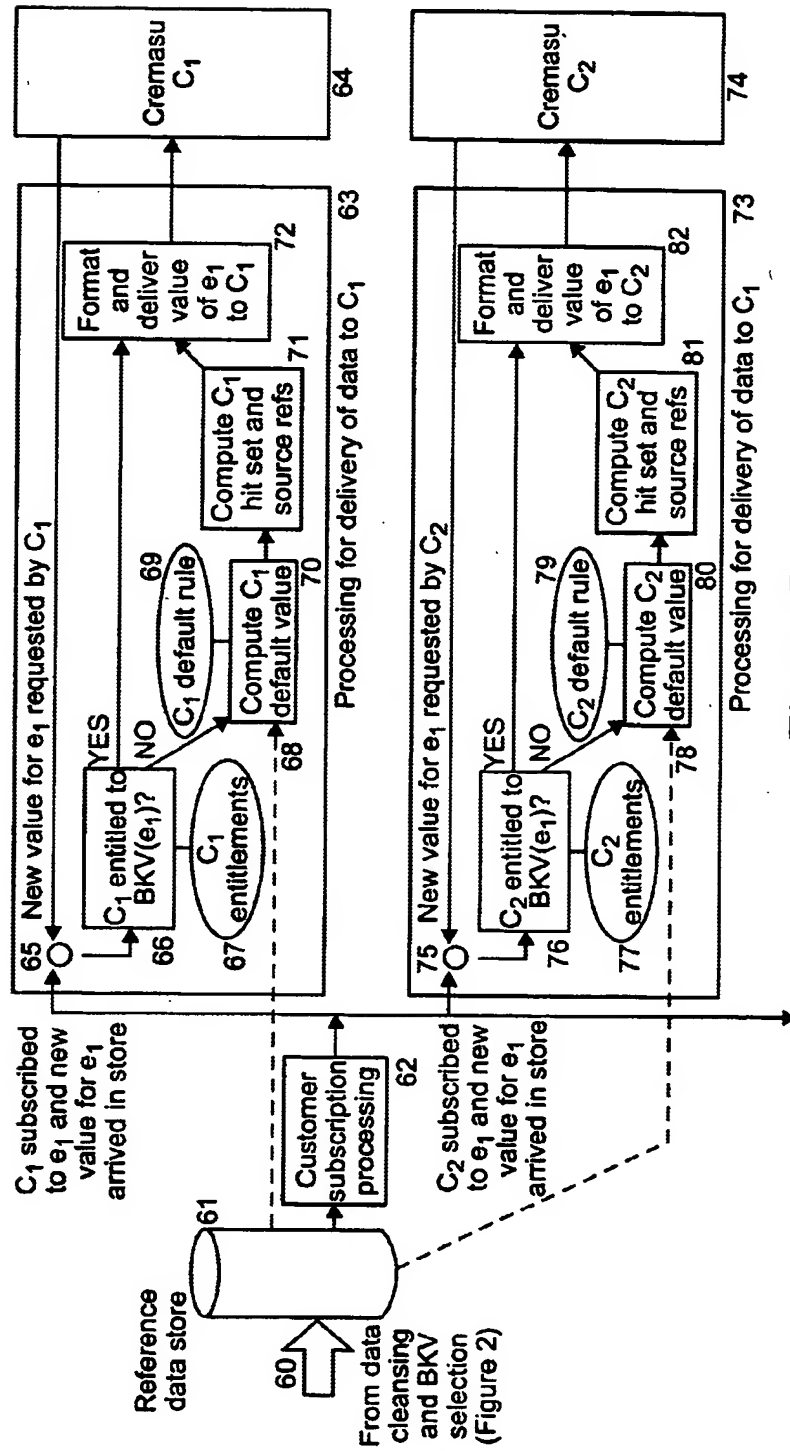 Reference
data store
61
60
From data
cleansing
and BKV
selection
(Figure 2)
Customer
subscription
processing
62
C1 subscribed
to e1 and new
value for e1
arrived in store
65
New value for e1 requested by C1
C1 entitled to
BKV(e1)?
66
YES
NO
C1
entitlements
67
68
C1 default rule
69
Compute C1
default value
70
Compute C1
hit set and
source refs
71
Format
and
deliver
value
of e1
to C1
72
Processing for delivery of data to C1
63
Cremasu
C1
64
C2 subscribed
to e1 and new
value for e1
arrived in store
75
New value for e1 requested by C2
C2 entitled to
BKV(e1)?
76
YES
NO
C2
entitlements
77
78
C2 default rule
79
Compute C2
default value
80
Compute C2
hit set and
source refs
81
Format
and
deliver
value
of e1
to C2
82
Processing for delivery of data to C1
73
Cremasu
C2
74